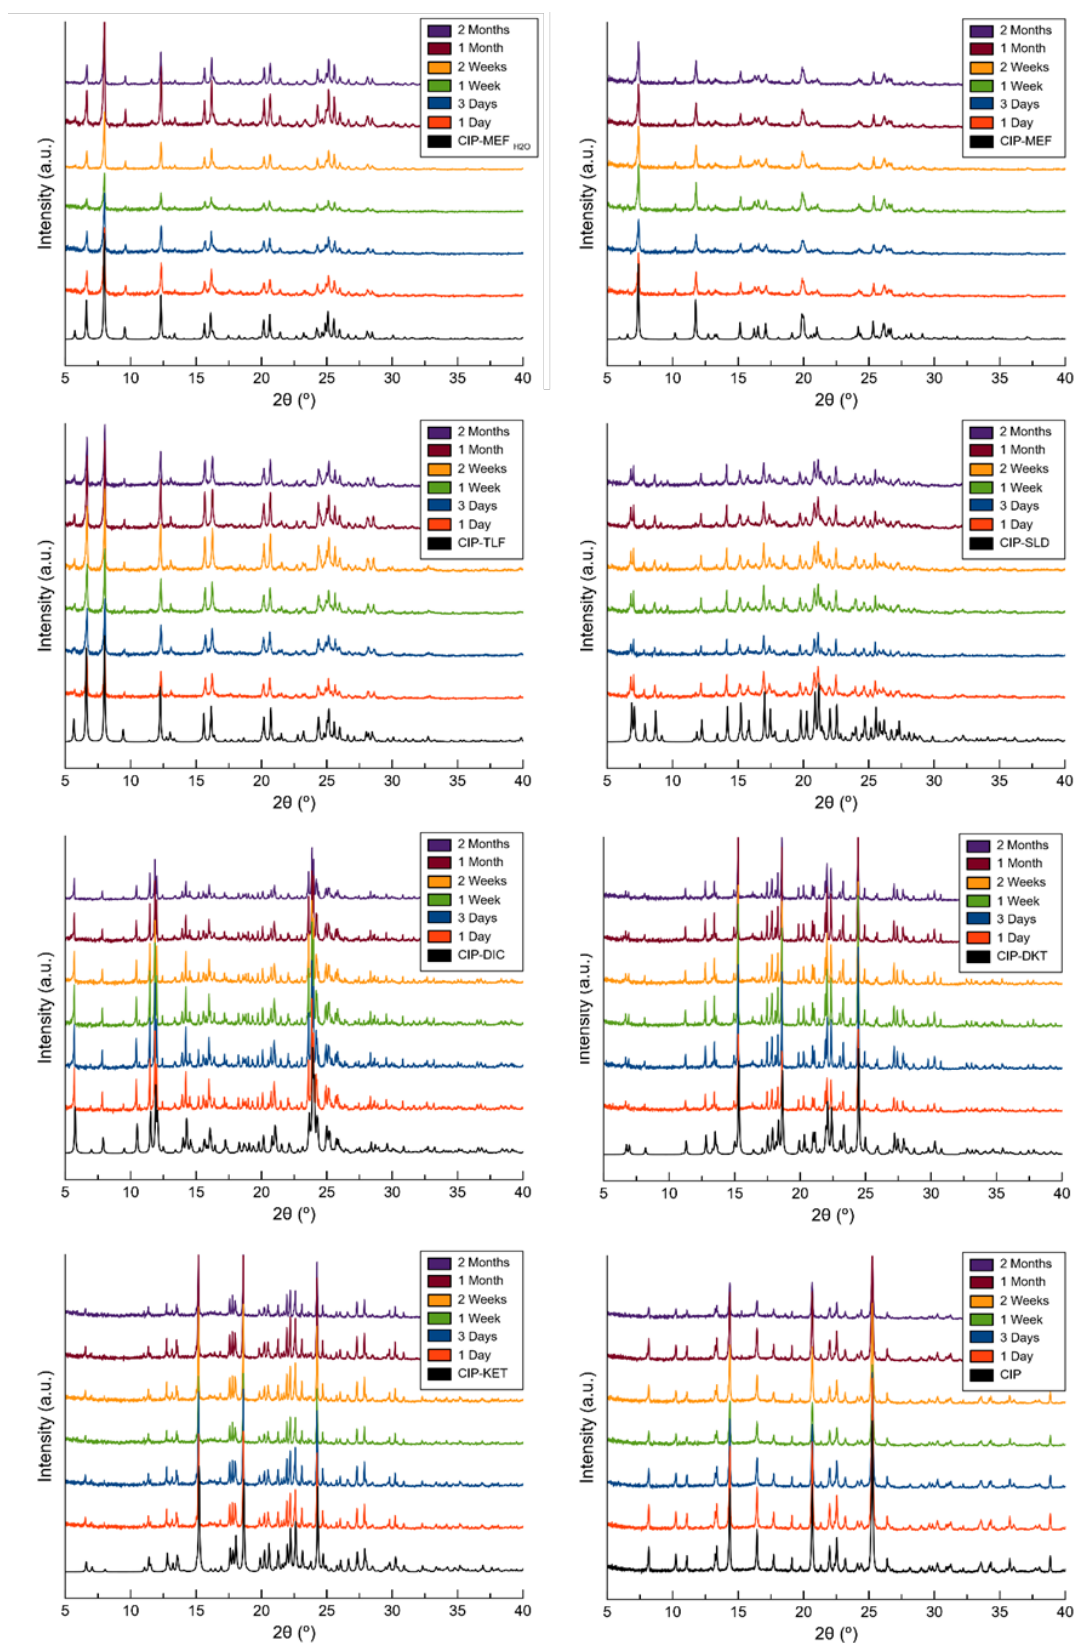 2 Months
1 Month
2 Weeks
1 Week
3 Days
1 Day
CIP-MEF H2O
Intensity (a.u.)
5 10 15 20 25 30 35 40
2θ (º)
2 Months
1 Month
2 Weeks
1 Week
3 Days
1 Day
CIP-MEF
Intensity (a.u.)
5 10 15 20 25 30 35 40
2θ (º)
2 Months
1 Month
2 Weeks
1 Week
3 Days
1 Day
CIP-TLF
Intensity (a.u.)
5 10 15 20 25 30 35 40
2θ (º)
2 Months
1 Month
2 Weeks
1 Week
3 Days
1 Day
CIP-SLD
Intensity (a.u.)
5 10 15 20 25 30 35 40
2θ (º)
2 Months
1 Month
2 Weeks
1 Week
3 Days
1 Day
CIP-DIC
Intensity (a.u.)
5 10 15 20 25 30 35 40
2θ (º)
2 Months
1 Month
2 Weeks
1 Week
3 Days
1 Day
CIP-DKT
Intensity (a.u.)
5 10 15 20 25 30 35 40
2θ (º)
2 Months
1 Month
2 Weeks
1 Week
3 Days
1 Day
CIP-KET
Intensity (a.u.)
5 10 15 20 25 30 35 40
2θ (º)
2 Months
1 Month
2 Weeks
1 Week
3 Days
1 Day
CIP
Intensity (a.u.)
5 10 15 20 25 30 35 40
2θ (º)